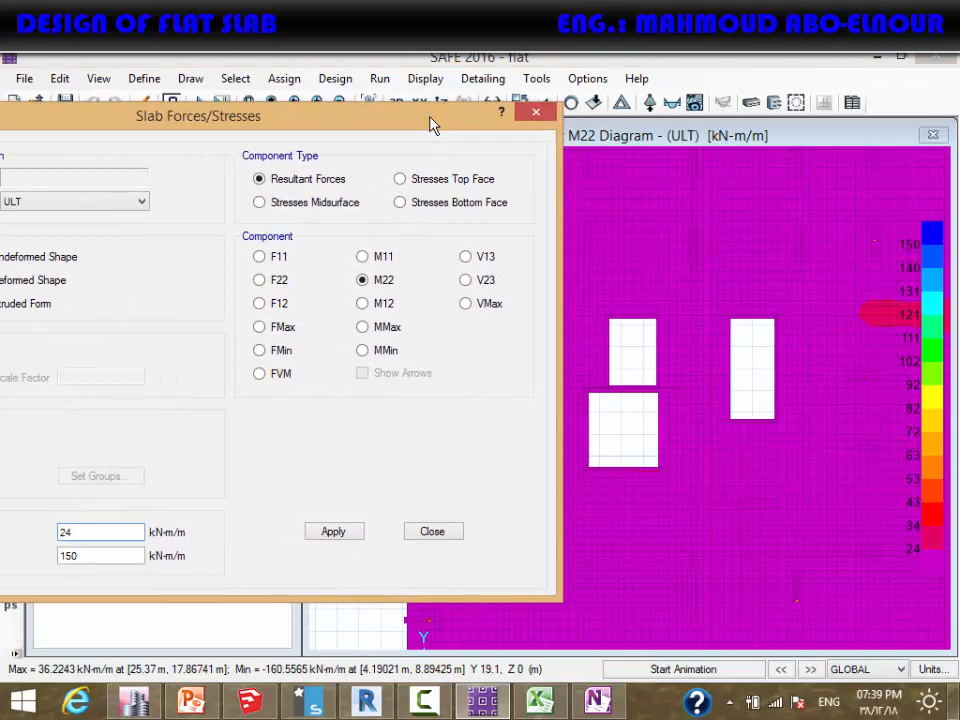 DESIGN OF FLAT SLAB
ENG.: MAHMOUD ABO-ELNOUR
SAFE 2016 - flat
File Edit View Define Draw Select Assign Design Run Display Detailing Tools Options Help
Slab Forces/Stresses
?
M22 Diagram - (ULT) [kN-m/m]
Component Type
Resultant Forces
Stresses Top Face
ULT
Stresses Midsurface
Stresses Bottom Face
Component
ndeformed Shape
F11
M11
V13
eformed Shape
F22
M22
V23
truded Form
F12
M12
VMax
FMax
MMax
FMin
MMin
cale Factor
FVM
Show Arrows
Set Groups...
24 kN-m/m
Apply
Close
150 kN-m/m
150
140
131
121
111
102
92
82
72
63
53
43
34
24
ps
Y
Max = 36.2243 kN-m/m at [25.37 m, 17.86741 m]; Min = -160.5565 kN-m/m at [4.19021 m, 8.89425 m] Y 19.1, Z 0 (m)
Start Animation
<<
>>
GLOBAL
Units...
ENG
07:39 PM
٣٨/١٢/١٨